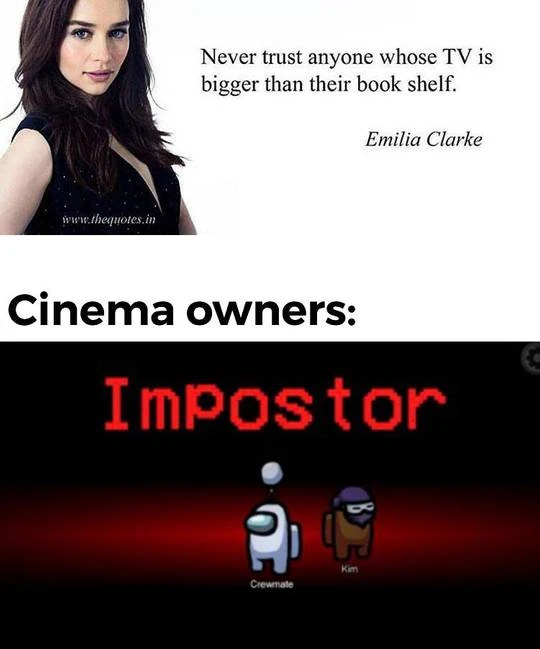 Never trust anyone whose TV is
bigger than their book shelf.
Emilia Clarke
www.thequotes.in
Cinema owners:
Impostor
Kim
Crewmate